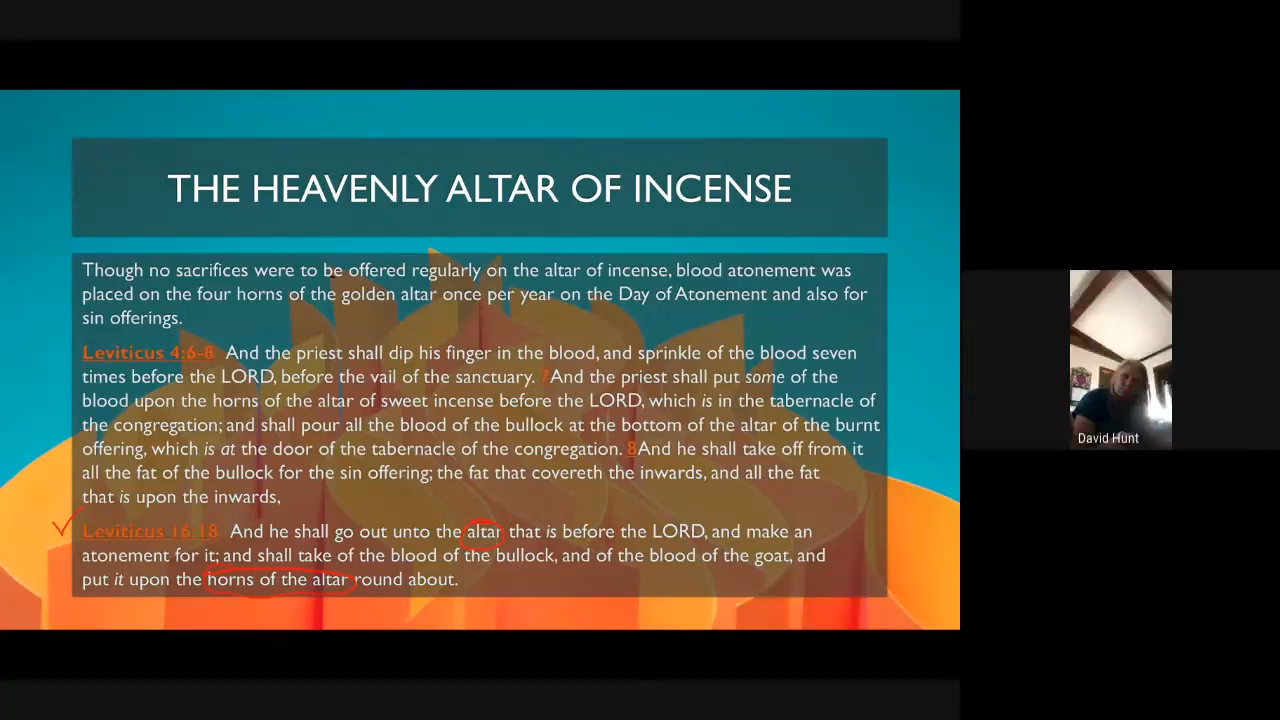 THE HEAVENLY ALTAR OF INCENSE
Though no sacrifices were to be offered regularly on the altar of incense, blood atonement was
placed on the four horns of the golden altar once per year on the Day of Atonement and also for
sin offerings.
Leviticus 4:6-8 And the priest shall dip his finger in the blood, and sprinkle of the blood seven
times before the LORD, before the vail of the sanctuary. 7And the priest shall put some of the
blood upon the horns of the altar of sweet incense before the LORD, which is in the tabernacle of
the congregation; and shall pour all the blood of the bullock at the bottom of the altar of the burnt
offering, which is at the door of the tabernacle of the congregation. 8And he shall take off from it
all the fat of the bullock for the sin offering; the fat that covereth the inwards, and all the fat
that is upon the inwards,
Leviticus 16:18 And he shall go out unto the altar that is before the LORD, and make an
atonement for it; and shall take of the blood of the bullock, and of the blood of the goat, and
put it upon the horns of the altar round about.
David Hunt